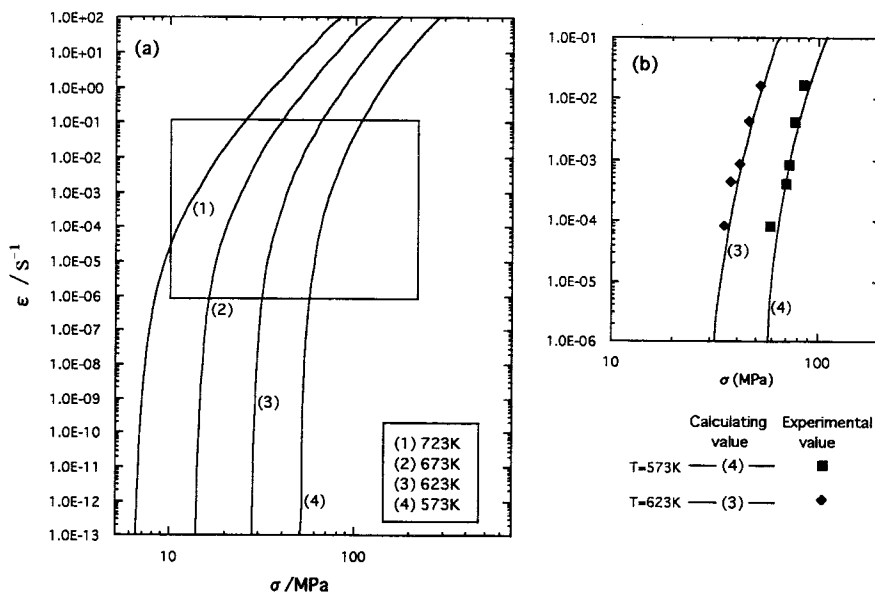 (a)
1.0E+02
1.0E+00
1.0E-01
1.0E-02
1.0E-03
1.0E-04
1.0E-05
1.0E-06
1.0E-07
1.0E-08
1.0E-09
1.0E-10
1.0E-11
1.0E-12
1.0E-13
ε /S⁻¹
(1)
(2)
(3)
(4)
(1) 723K
(2) 673K
(3) 623K
(4) 573K
10
100
σ /MPa
(b)
1.0E-01
1.0E-02
1.0E-03
1.0E-04
1.0E-05
1.0E-06
(3)
(4)
10
100
σ (MPa)
Calculating value
Experimental value
T=573K (4)
T=623K (3)